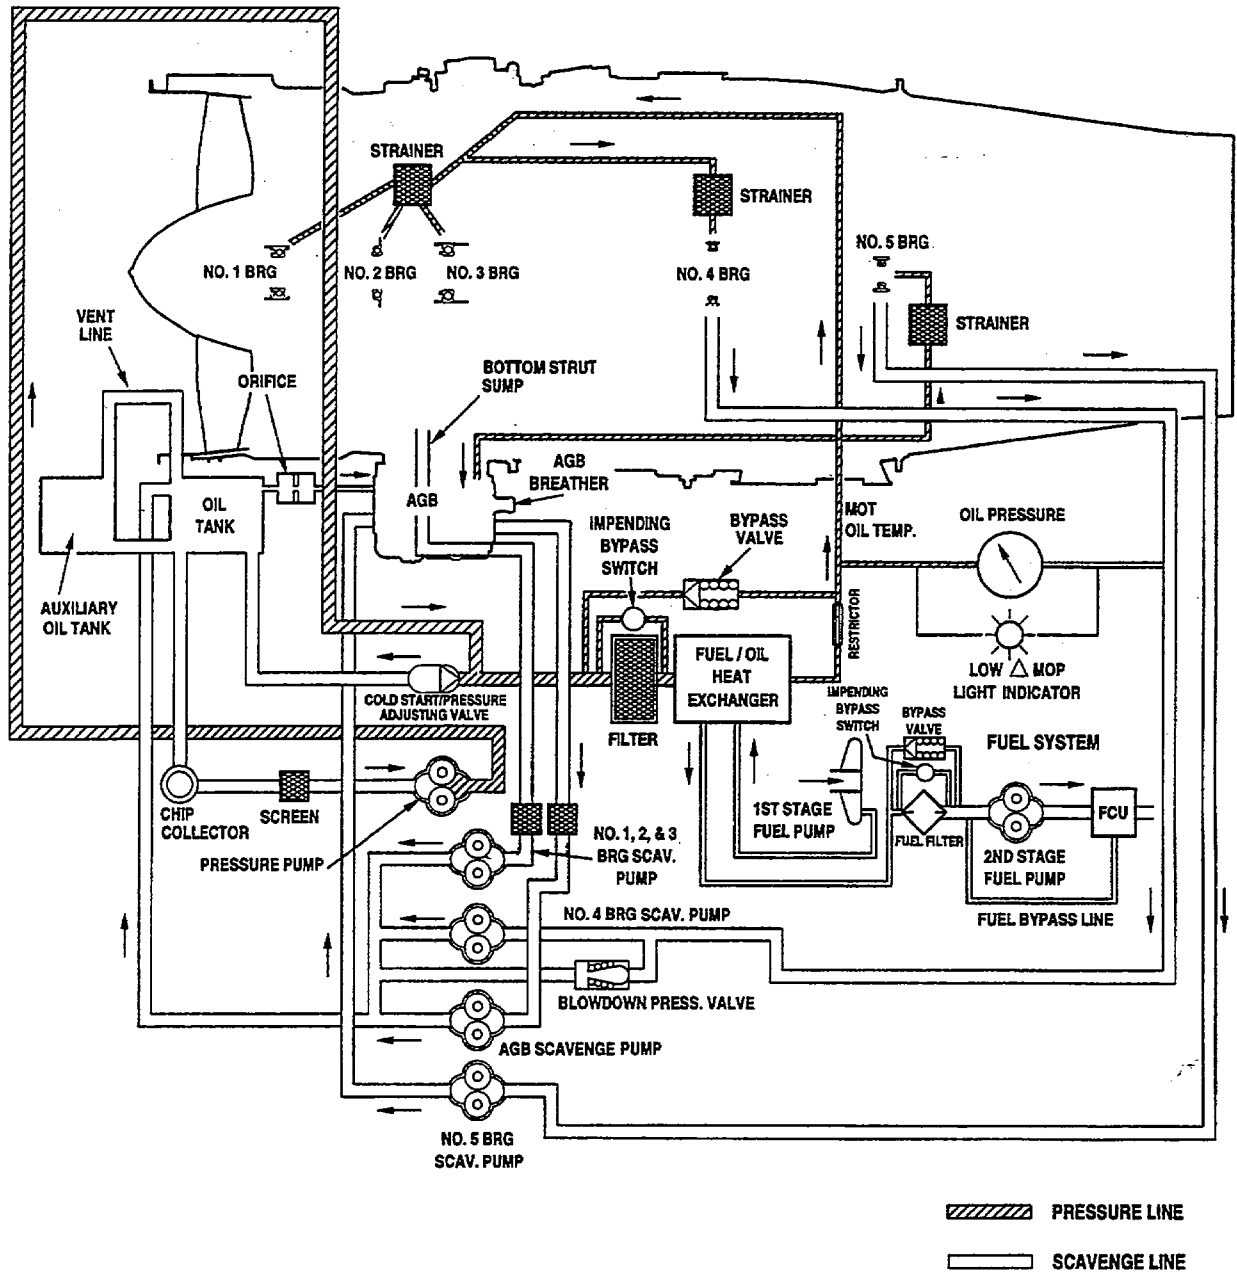 STRAINER
STRAINER
NO. 5 BRG
NO. 1 BRG
NO. 2 BRG
NO. 3 BRG
NO. 4 BRG
VENT
LINE
STRAINER
ORIFICE
BOTTOM STRUT
SUMP
AGB
BREATHER
AGB
OIL
TANK
IMPENDING
BYPASS
SWITCH
BYPASS
VALVE
MOT
OIL TEMP.
OIL PRESSURE
AUXILIARY
OIL TANK
RESTRICTOR
FUEL / OIL
HEAT
EXCHANGER
LOW △ MOP
LIGHT INDICATOR
COLD START/PRESSURE
ADJUSTING VALVE
FILTER
IMPENDING
BYPASS
SWITCH
BYPASS
VALVE
FUEL SYSTEM
CHIP
COLLECTOR
SCREEN
1ST STAGE
FUEL PUMP
FCU
FUEL FILTER
PRESSURE PUMP
NO. 1, 2, & 3
BRG SCAV.
PUMP
2ND STAGE
FUEL PUMP
NO. 4 BRG SCAV. PUMP
FUEL BYPASS LINE
BLOWDOWN PRESS. VALVE
AGB SCAVENGE PUMP
NO. 5 BRG
SCAV. PUMP
PRESSURE LINE
SCAVENGE LINE